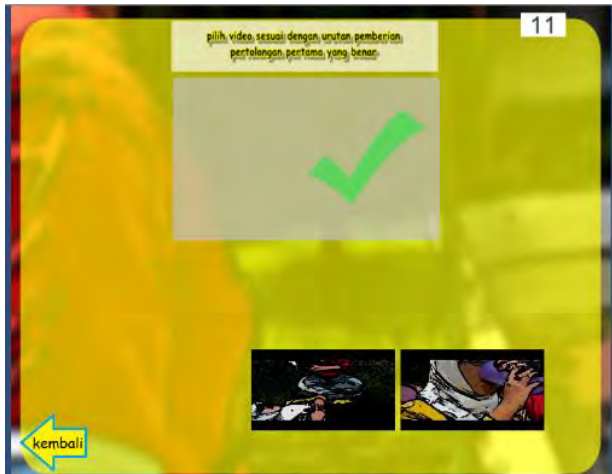 11
pilih video sesuai dengan urutan pemberian
pertolongan pertama yang benar.
kembali